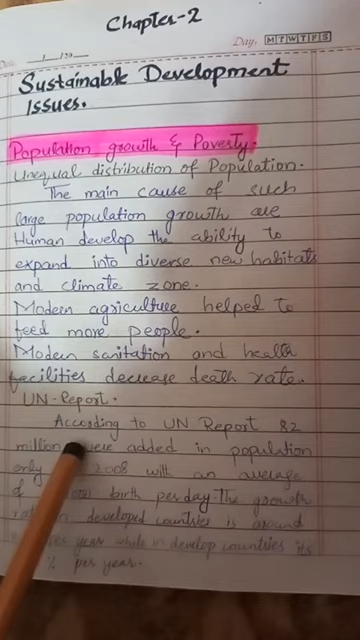 Chapter-2
Day, M T W T F S
Sustainable Development
Issues.
Population growth & Poverty.
Unequal distribution of Population.
The main cause of such
large population growth are
Human develop the ability to
expand into diverse new habitats
and climate zone.
Modern agriculture helped to
feed more people.
Modern sanitation and health
facilities decrease death rate.
UN-Report.
According to UN Report 82
million were added in population
only 2008 with an average
of birth per day. The growth
in developed countries is around
year while in develop countries its
% per year.